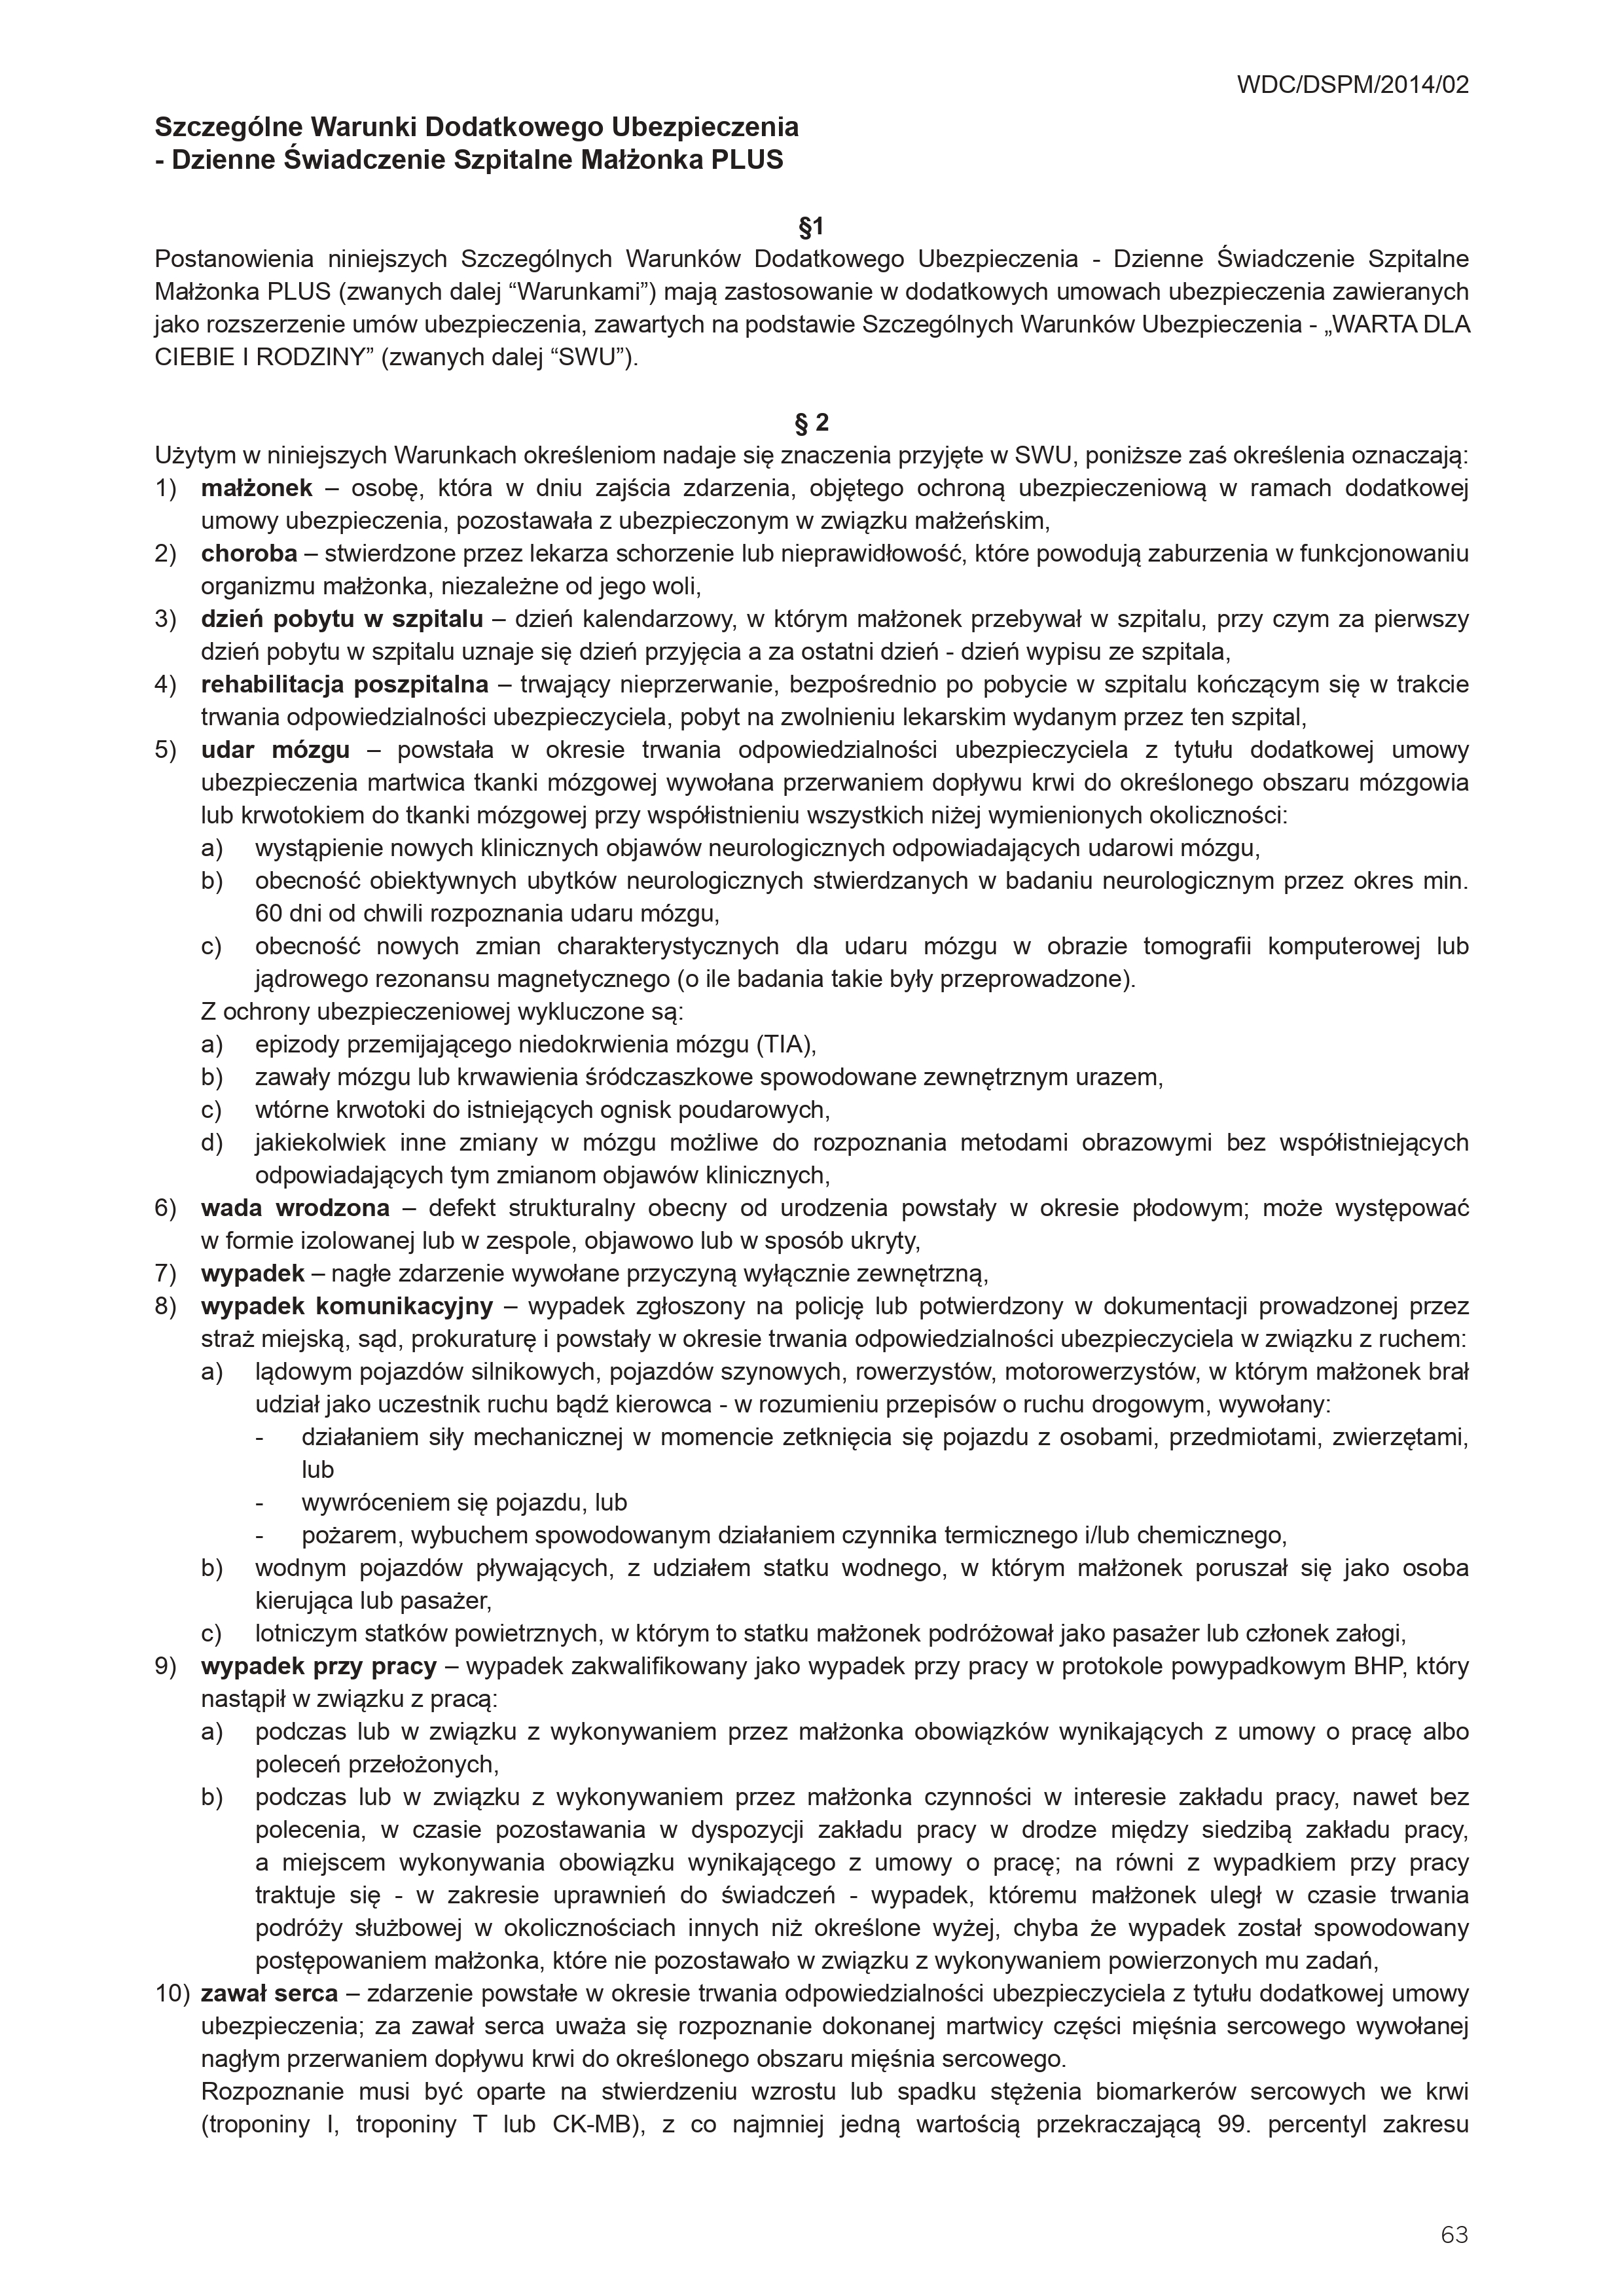 WDC/DSPM/2014/02
Szczególne Warunki Dodatkowego Ubezpieczenia
- Dzienne Świadczenie Szpitalne Małżonka PLUS
§1
Postanowienia niniejszych Szczególnych Warunków Dodatkowego Ubezpieczenia - Dzienne Świadczenie Szpitalne
Małżonka PLUS (zwanych dalej “Warunkami”) mają zastosowanie w dodatkowych umowach ubezpieczenia zawieranych
jako rozszerzenie umów ubezpieczenia, zawartych na podstawie Szczególnych Warunków Ubezpieczenia - „WARTA DLA
CIEBIE I RODZINY” (zwanych dalej “SWU”).
§ 2
Użytym w niniejszych Warunkach określeniom nadaje się znaczenia przyjęte w SWU, poniższe zaś określenia oznaczają:
1) małżonek – osobę, która w dniu zajścia zdarzenia, objętego ochroną ubezpieczeniową w ramach dodatkowej
umowy ubezpieczenia, pozostawała z ubezpieczonym w związku małżeńskim,
2) choroba – stwierdzone przez lekarza schorzenie lub nieprawidłowość, które powodują zaburzenia w funkcjonowaniu
organizmu małżonka, niezależne od jego woli,
3) dzień pobytu w szpitalu – dzień kalendarzowy, w którym małżonek przebywał w szpitalu, przy czym za pierwszy
dzień pobytu w szpitalu uznaje się dzień przyjęcia a za ostatni dzień - dzień wypisu ze szpitala,
4) rehabilitacja poszpitalna – trwający nieprzerwanie, bezpośrednio po pobycie w szpitalu kończącym się w trakcie
trwania odpowiedzialności ubezpieczyciela, pobyt na zwolnieniu lekarskim wydanym przez ten szpital,
5) udar mózgu – powstała w okresie trwania odpowiedzialności ubezpieczyciela z tytułu dodatkowej umowy
ubezpieczenia martwica tkanki mózgowej wywołana przerwaniem dopływu krwi do określonego obszaru mózgowia
lub krwotokiem do tkanki mózgowej przy współistnieniu wszystkich niżej wymienionych okoliczności:
a) wystąpienie nowych klinicznych objawów neurologicznych odpowiadających udarowi mózgu,
b) obecność obiektywnych ubytków neurologicznych stwierdzanych w badaniu neurologicznym przez okres min.
60 dni od chwili rozpoznania udaru mózgu,
c) obecność nowych zmian charakterystycznych dla udaru mózgu w obrazie tomografii komputerowej lub
jądrowego rezonansu magnetycznego (o ile badania takie były przeprowadzone).
Z ochrony ubezpieczeniowej wykluczone są:
a) epizody przemijającego niedokrwienia mózgu (TIA),
b) zawały mózgu lub krwawienia śródczaszkowe spowodowane zewnętrznym urazem,
c) wtórne krwotoki do istniejących ognisk poudarowych,
d) jakiekolwiek inne zmiany w mózgu możliwe do rozpoznania metodami obrazowymi bez współistniejących
odpowiadających tym zmianom objawów klinicznych,
6) wada wrodzona – defekt strukturalny obecny od urodzenia powstały w okresie płodowym; może występować
w formie izolowanej lub w zespole, objawowo lub w sposób ukryty,
7) wypadek – nagłe zdarzenie wywołane przyczyną wyłącznie zewnętrzną,
8) wypadek komunikacyjny – wypadek zgłoszony na policję lub potwierdzony w dokumentacji prowadzonej przez
straż miejską, sąd, prokuraturę i powstały w okresie trwania odpowiedzialności ubezpieczyciela w związku z ruchem:
a) lądowym pojazdów silnikowych, pojazdów szynowych, rowerzystów, motorowerzystów, w którym małżonek brał
udział jako uczestnik ruchu bądź kierowca - w rozumieniu przepisów o ruchu drogowym, wywołany:
- działaniem siły mechanicznej w momencie zetknięcia się pojazdu z osobami, przedmiotami, zwierzętami,
lub
- wywróceniem się pojazdu, lub
- pożarem, wybuchem spowodowanym działaniem czynnika termicznego i/lub chemicznego,
b) wodnym pojazdów pływających, z udziałem statku wodnego, w którym małżonek poruszał się jako osoba
kierująca lub pasażer,
c) lotniczym statków powietrznych, w którym to statku małżonek podróżował jako pasażer lub członek załogi,
9) wypadek przy pracy – wypadek zakwalifikowany jako wypadek przy pracy w protokole powypadkowym BHP, który
nastąpił w związku z pracą:
a) podczas lub w związku z wykonywaniem przez małżonka obowiązków wynikających z umowy o pracę albo
poleceń przełożonych,
b) podczas lub w związku z wykonywaniem przez małżonka czynności w interesie zakładu pracy, nawet bez
polecenia, w czasie pozostawania w dyspozycji zakładu pracy w drodze między siedzibą zakładu pracy,
a miejscem wykonywania obowiązku wynikającego z umowy o pracę; na równi z wypadkiem przy pracy
traktuje się - w zakresie uprawnień do świadczeń - wypadek, któremu małżonek uległ w czasie trwania
podróży służbowej w okolicznościach innych niż określone wyżej, chyba że wypadek został spowodowany
postępowaniem małżonka, które nie pozostawało w związku z wykonywaniem powierzonych mu zadań,
10) zawał serca – zdarzenie powstałe w okresie trwania odpowiedzialności ubezpieczyciela z tytułu dodatkowej umowy
ubezpieczenia; za zawał serca uważa się rozpoznanie dokonanej martwicy części mięśnia sercowego wywołanej
nagłym przerwaniem dopływu krwi do określonego obszaru mięśnia sercowego.
Rozpoznanie musi być oparte na stwierdzeniu wzrostu lub spadku stężenia biomarkerów sercowych we krwi
(troponiny I, troponiny T lub CK-MB), z co najmniej jedną wartością przekraczającą 99. percentyl zakresu
63